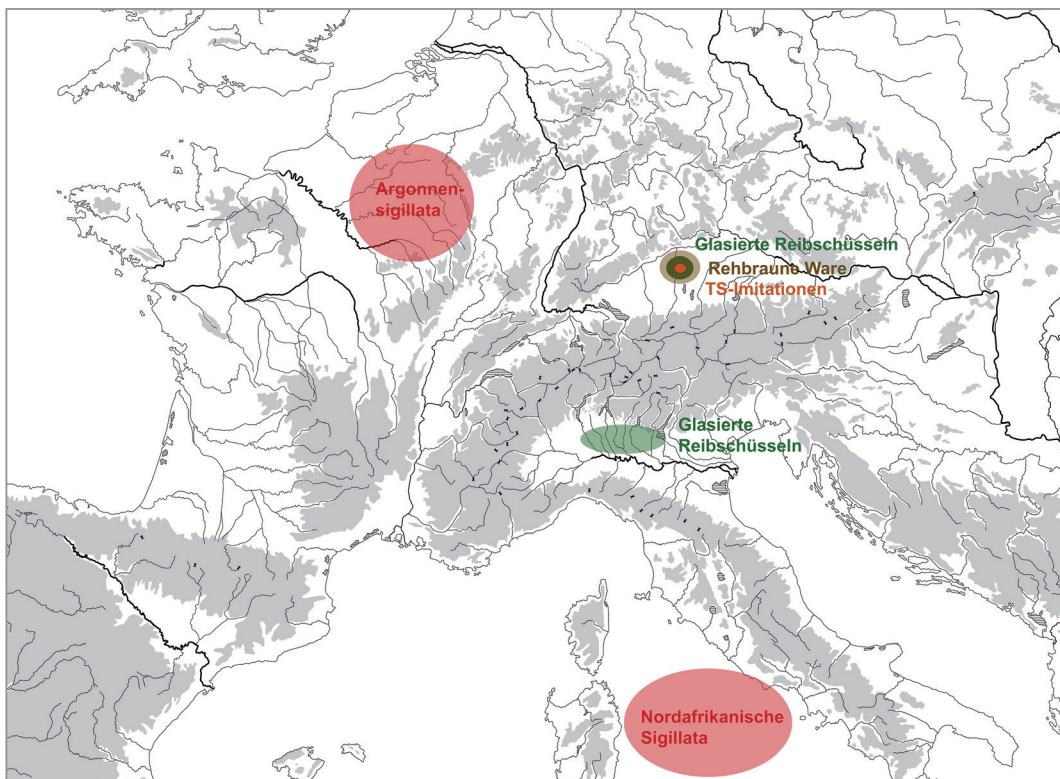 Argonnen-
sigillata
Glasierte Reibschüsseln
Rehbraune Ware
TS-Imitationen
Glasierte
Reibschüsseln
Nordafrikanische
Sigillata